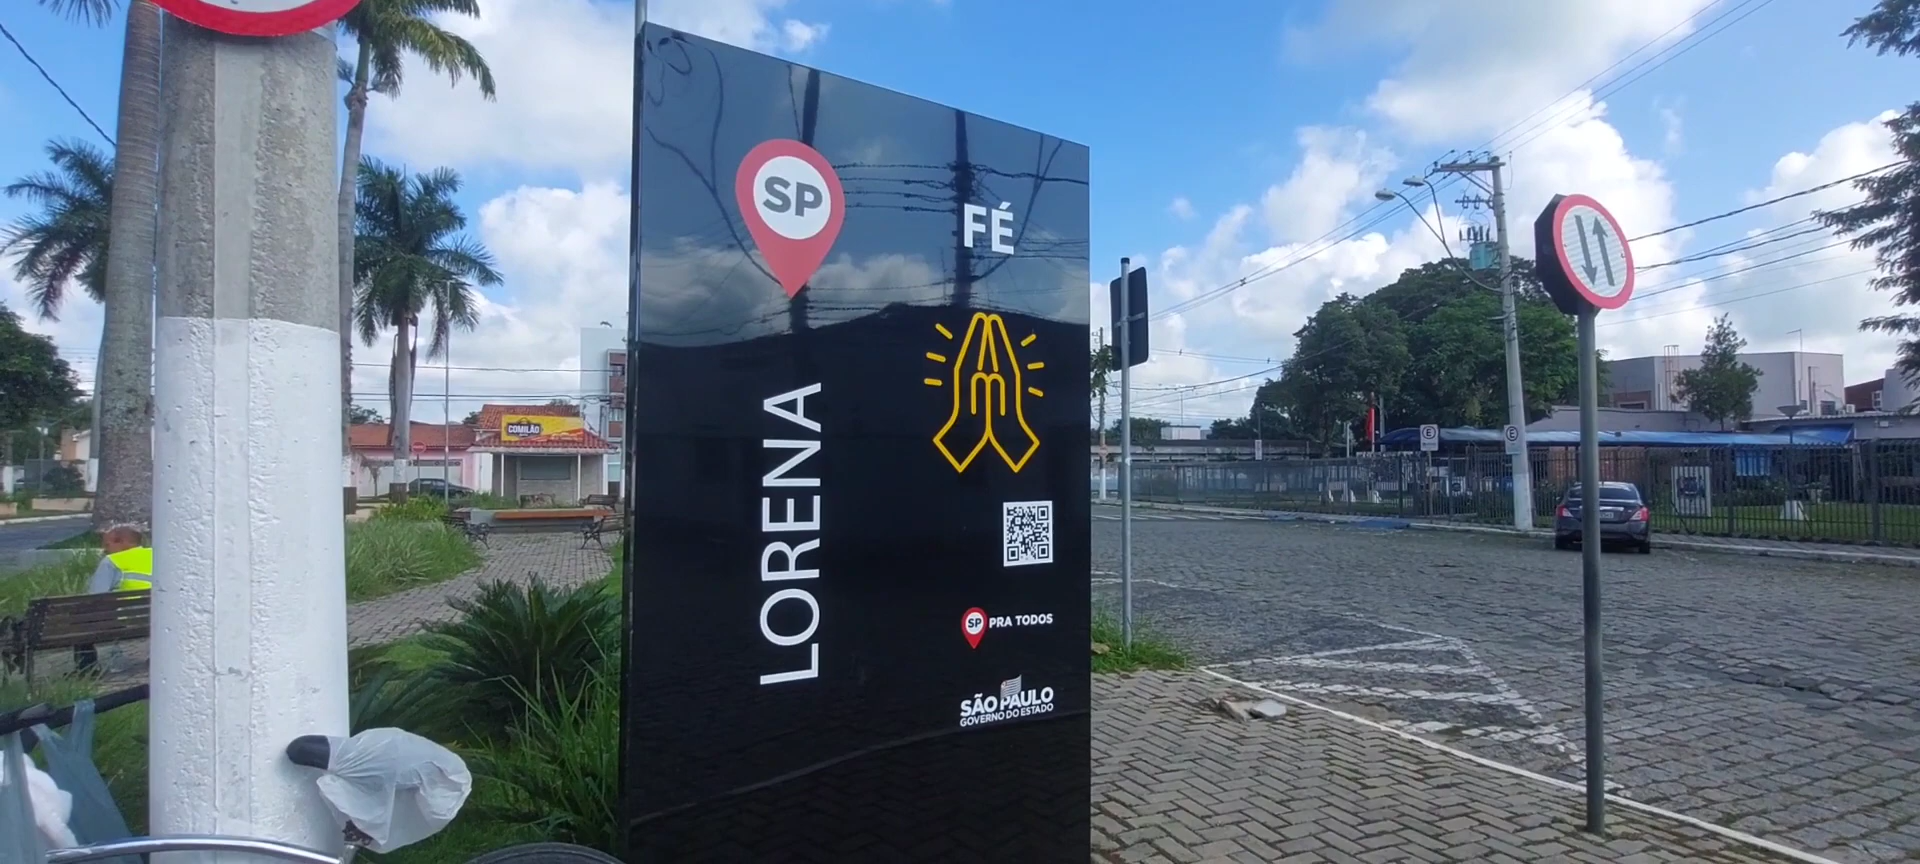 SP
FÉ
LORENA
SP PRA TODOS
SÃO PAULO
GOVERNO DO ESTADO
COMILÃO
E
E